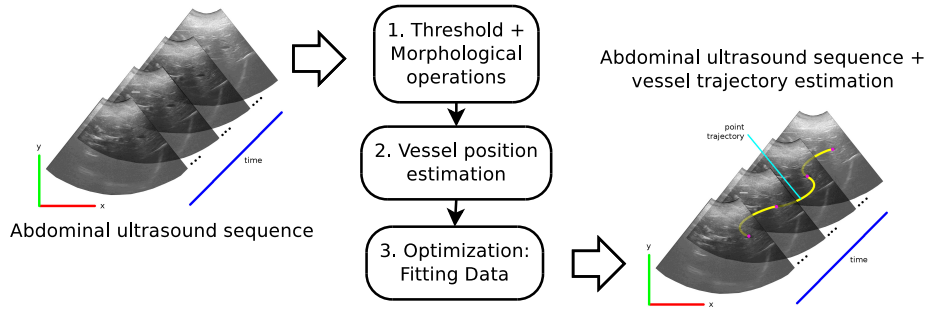 y
x
time
Abdominal ultrasound sequence
1. Threshold +
Morphological
operations
2. Vessel position
estimation
3. Optimization:
Fitting Data
Abdominal ultrasound sequence +
vessel trajectory estimation
point
trajectory
y
x
time